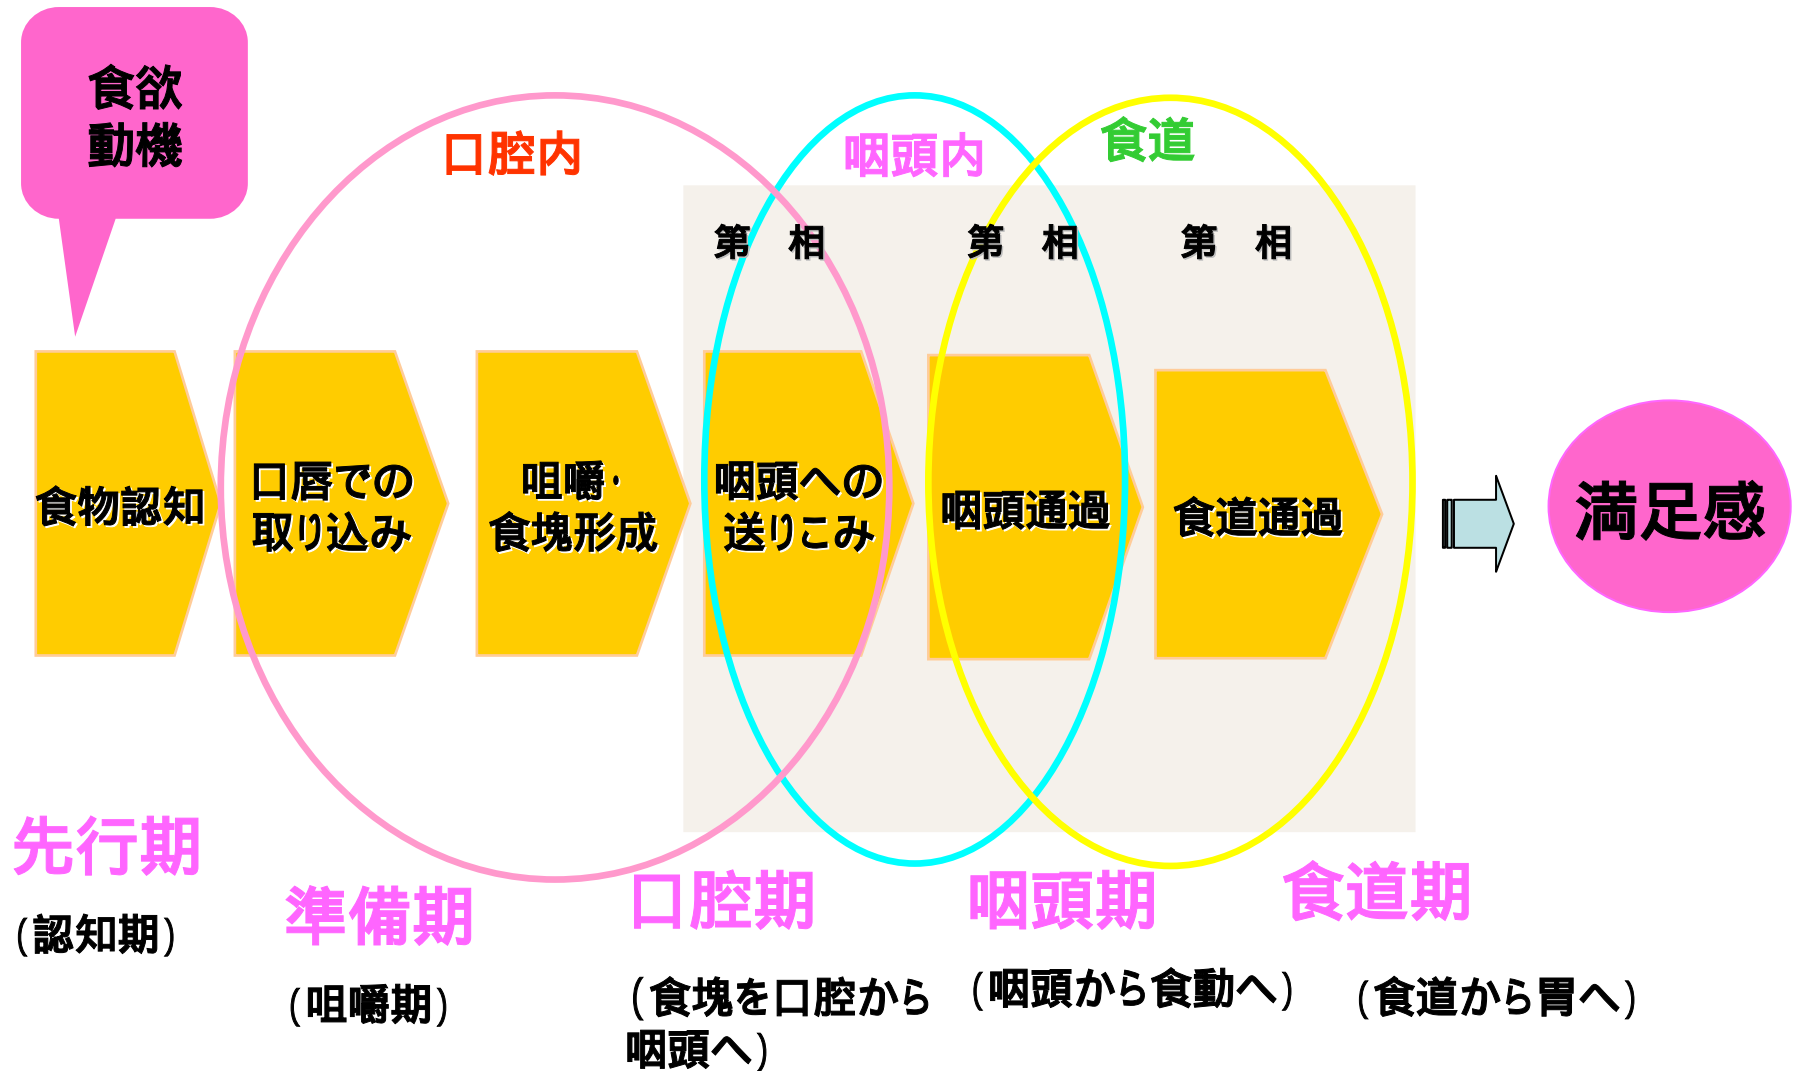 食欲
動機
口腔内
咽頭内
食道
第　相
第　相
第　相
食物認知
口唇での
取り込み
咀嚼・
食塊形成
咽頭への
送りこみ
咽頭通過
食道通過
満足感
先行期
（認知期）
準備期
（咀嚼期）
口腔期
（食塊を口腔から
咽頭へ）
咽頭期
（咽頭から食動へ）
食道期
（食道から胃へ）